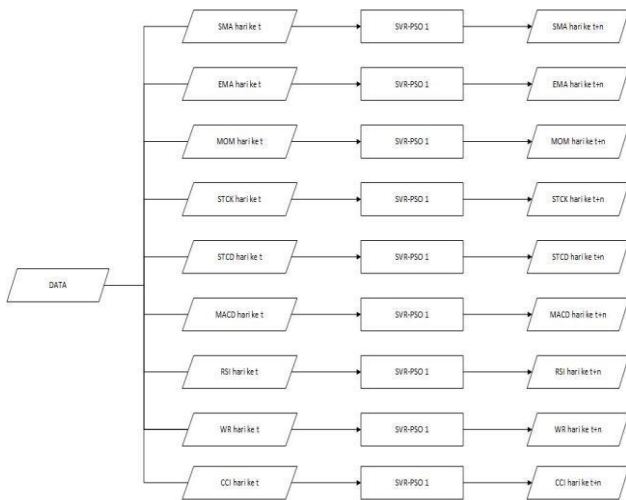 SMA hari ke t SVR-PSO 1 SMA hari ke t+n
EMA hari ke t SVR-PSO 1 EMA hari ke t+n
MOM hari ke t SVR-PSO 1 MOM hari ke t+n
STCK hari ke t SVR-PSO 1 STCK hari ke t+n
STCD hari ke t SVR-PSO 1 STCD hari ke t+n
DATA
MACD hari ke t SVR-PSO 1 MACD hari ke t+n
RSI hari ke t SVR-PSO 1 RSI hari ke t+n
WR hari ke t SVR-PSO 1 WR hari ke t+n
CCI hari ke t SVR-PSO 1 CCI hari ke t+n